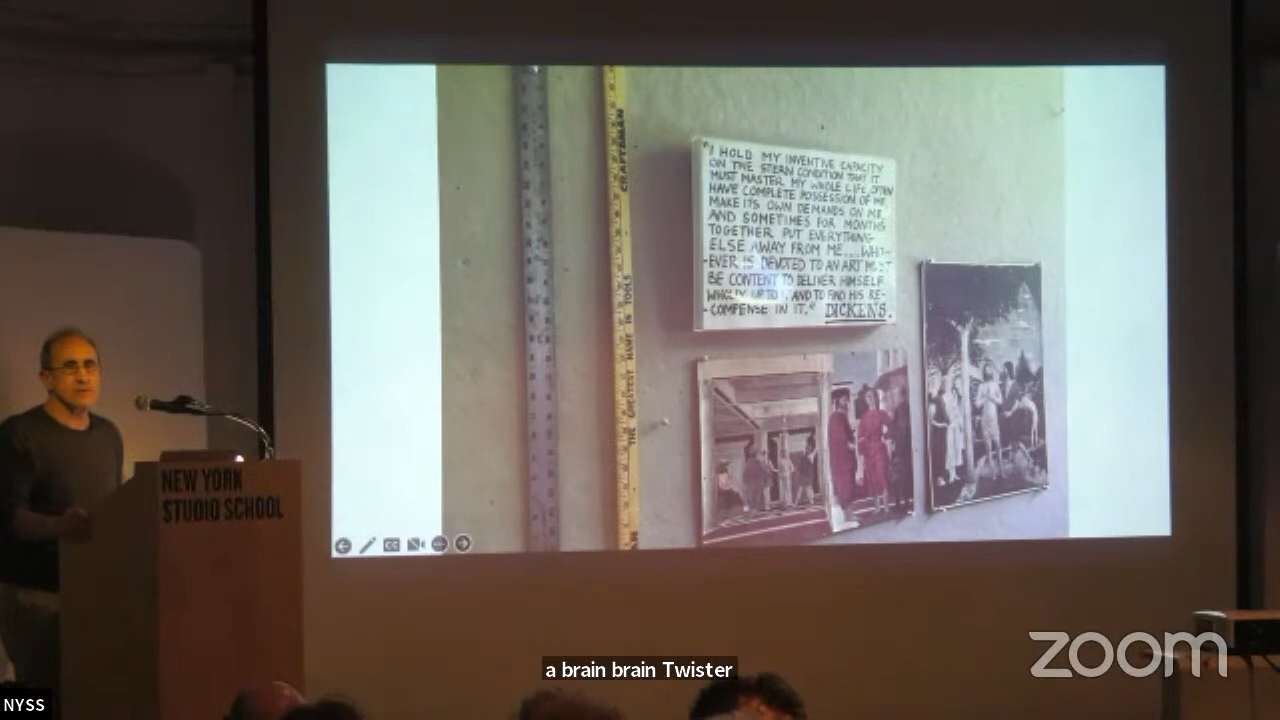 "I HOLD MY INVENTIVE CAPACITY
ON THE STERN CONDITION THAT IT
MUST MASTER MY WHOLE LIFE, OFTEN
HAVE COMPLETE POSSESSION OF ME,
MAKE ITS OWN DEMANDS ON ME,
AND SOMETIMES FOR MONTHS
TOGETHER PUT EVERYTHING
ELSE AWAY FROM ME....WHO-
-EVER IS DEVOTED TO AN ART MUST
BE CONTENT TO DELIVER HIMSELF
WHOLLY UP TO IT, AND TO FIND HIS RE-
-COMPENSE IN IT." DICKENS.
CRAFTSMAN
THE GREATEST NAME IN TOOLS
NEW YORK
STUDIO SCHOOL
CC
a brain brain Twister
zoom
NYSS